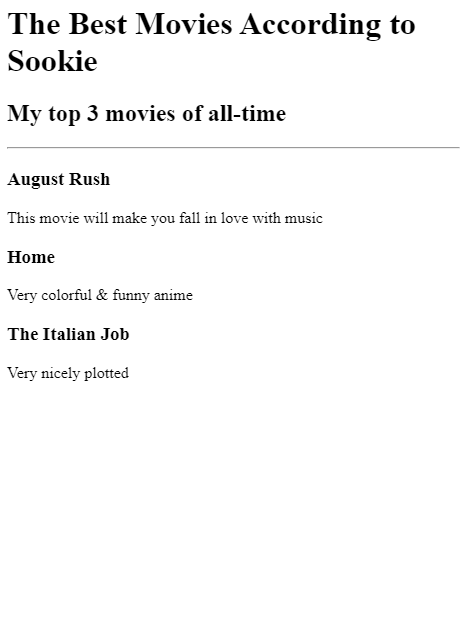 The Best Movies According to
Sookie
My top 3 movies of all-time
August Rush
This movie will make you fall in love with music
Home
Very colorful & funny anime
The Italian Job
Very nicely plotted